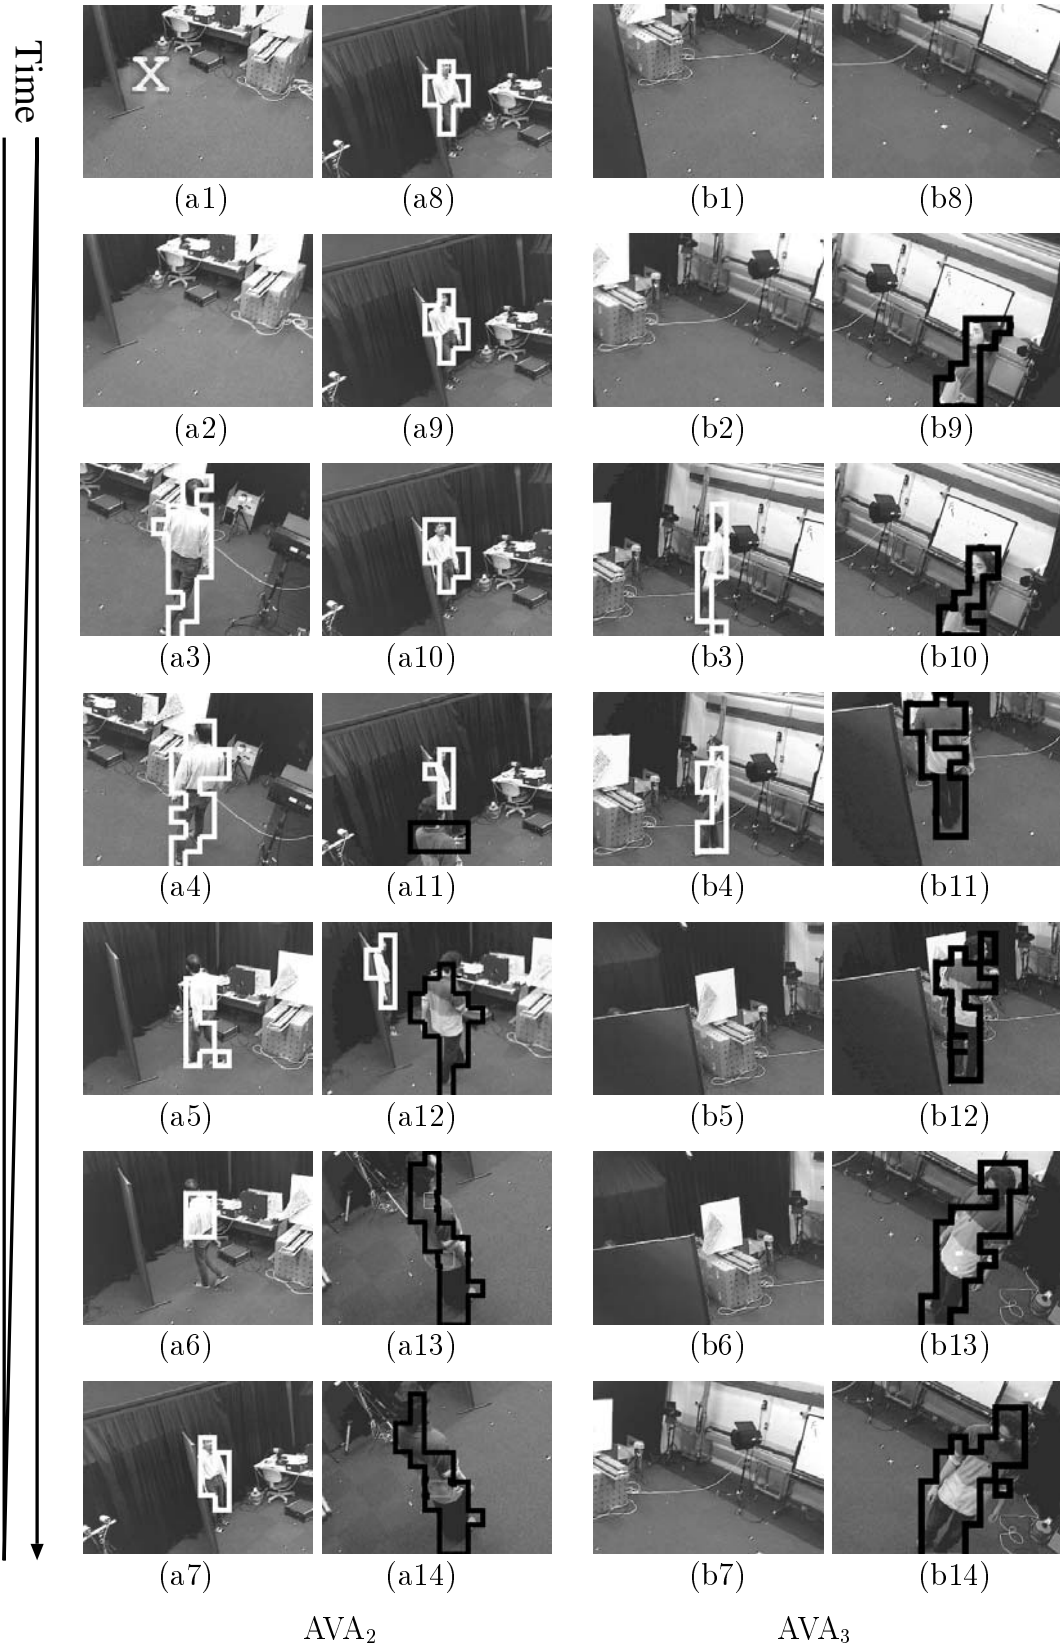 Time
X
(a1) (a8) (b1) (b8)
(a2) (a9) (b2) (b9)
(a3) (a10) (b3) (b10)
(a4) (a11) (b4) (b11)
(a5) (a12) (b5) (b12)
(a6) (a13) (b6) (b13)
(a7) (a14) (b7) (b14)
AVA2 AVA3